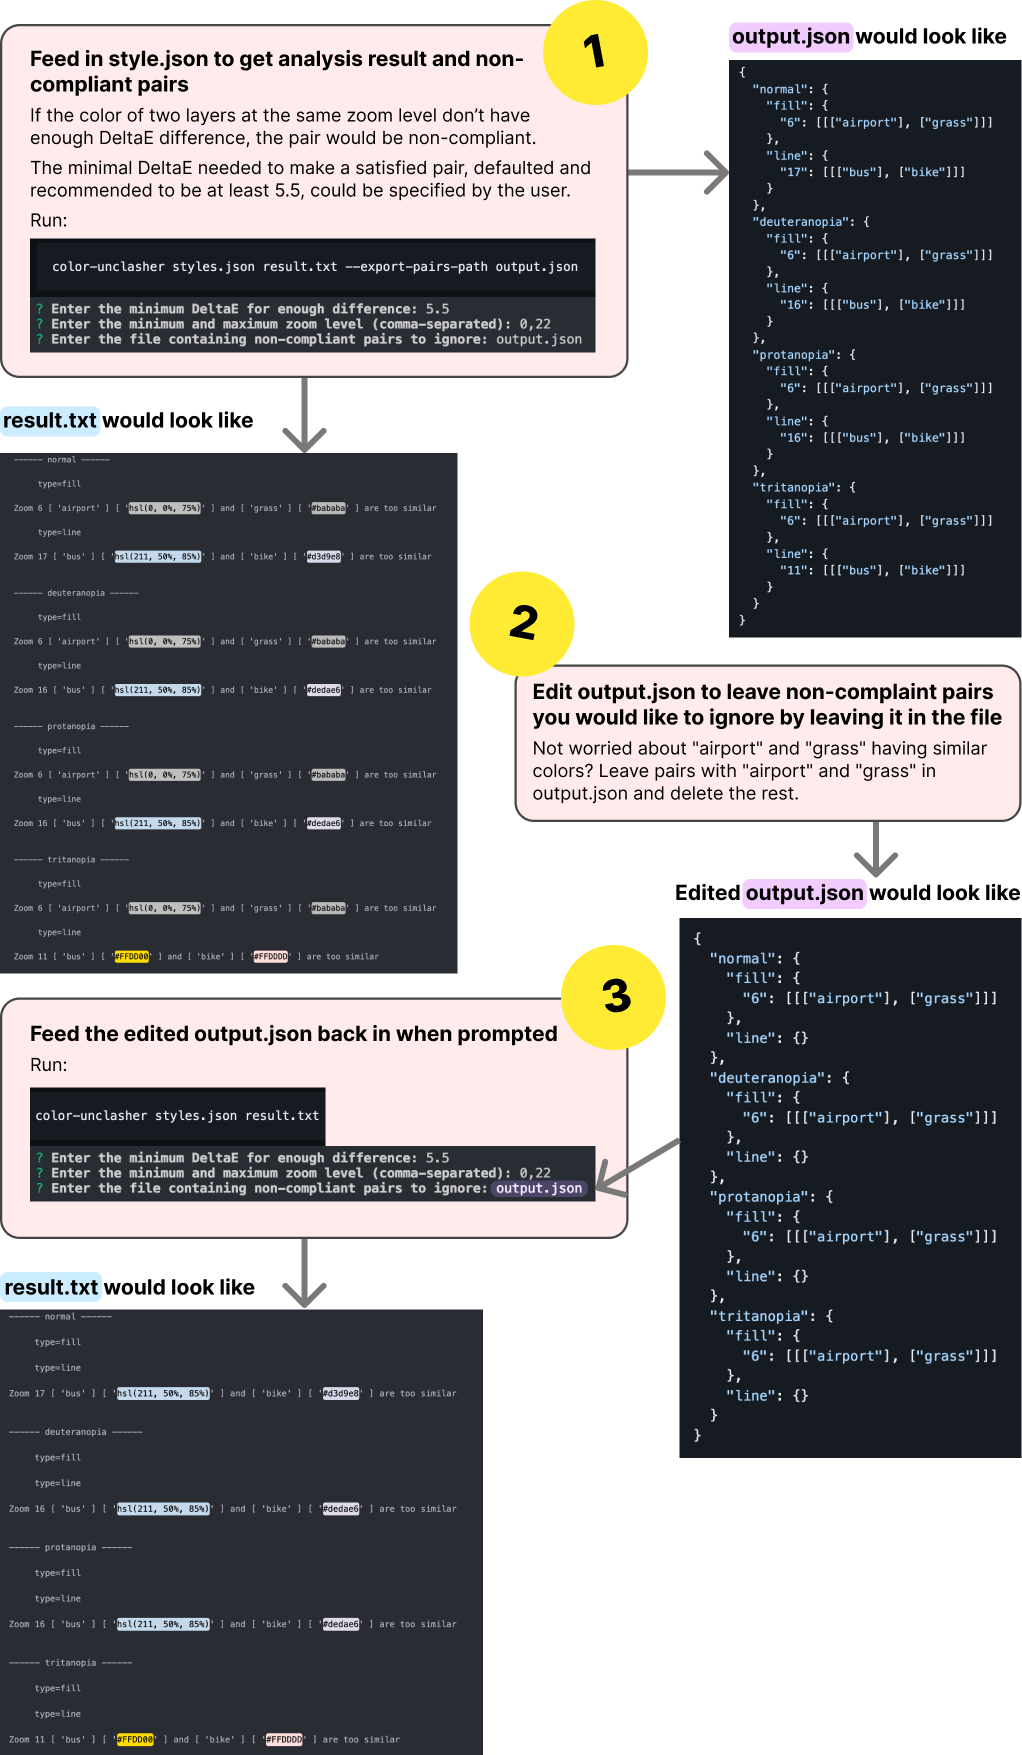 1
Feed in style.json to get analysis result and non-
compliant pairs
If the color of two layers at the same zoom level don’t have
enough DeltaE difference, the pair would be non-compliant.
The minimal DeltaE needed to make a satisfied pair, defaulted and
recommended to be at least 5.5, could be specified by the user.
Run:
color-unclasher styles.json result.txt --export-pairs-path output.json
? Enter the minimum DeltaE for enough difference: 5.5
? Enter the minimum and maximum zoom level (comma-separated): 0,22
? Enter the file containing non-compliant pairs to ignore: output.json
output.json would look like
{
"normal": {
"fill": {
"6": [[["airport"], ["grass"]]]
},
"line": {
"17": [[["bus"], ["bike"]]]
}
},
"deuteranopia": {
"fill": {
"6": [[["airport"], ["grass"]]]
},
"line": {
"16": [[["bus"], ["bike"]]]
}
},
"protanopia": {
"fill": {
"6": [[["airport"], ["grass"]]]
},
"line": {
"16": [[["bus"], ["bike"]]]
}
},
"tritanopia": {
"fill": {
"6": [[["airport"], ["grass"]]]
},
"line": {
"11": [[["bus"], ["bike"]]]
}
}
}
result.txt would look like
------ normal ------
type=fill
Zoom 6 [ 'airport' ] [ 'hsl(0, 0%, 75%)' ] and [ 'grass' ] [ '#bababa' ] are too similar
type=line
Zoom 17 [ 'bus' ] [ 'hsl(211, 50%, 85%)' ] and [ 'bike' ] [ '#d3d9e8' ] are too similar
------ deuteranopia ------
type=fill
Zoom 6 [ 'airport' ] [ 'hsl(0, 0%, 75%)' ] and [ 'grass' ] [ '#bababa' ] are too similar
type=line
Zoom 16 [ 'bus' ] [ 'hsl(211, 50%, 85%)' ] and [ 'bike' ] [ '#dedae6' ] are too similar
------ protanopia ------
type=fill
Zoom 6 [ 'airport' ] [ 'hsl(0, 0%, 75%)' ] and [ 'grass' ] [ '#bababa' ] are too similar
type=line
Zoom 16 [ 'bus' ] [ 'hsl(211, 50%, 85%)' ] and [ 'bike' ] [ '#dedae6' ] are too similar
------ tritanopia ------
type=fill
Zoom 6 [ 'airport' ] [ 'hsl(0, 0%, 75%)' ] and [ 'grass' ] [ '#bababa' ] are too similar
type=line
Zoom 11 [ 'bus' ] [ '#FFDD00' ] and [ 'bike' ] [ '#FFDDDD' ] are too similar
2
Edit output.json to leave non-complaint pairs
you would like to ignore by leaving it in the file
Not worried about "airport" and "grass" having similar
colors? Leave pairs with "airport" and "grass" in
output.json and delete the rest.
Edited output.json would look like
{
"normal": {
"fill": {
"6": [[["airport"], ["grass"]]]
},
"line": {}
},
"deuteranopia": {
"fill": {
"6": [[["airport"], ["grass"]]]
},
"line": {}
},
"protanopia": {
"fill": {
"6": [[["airport"], ["grass"]]]
},
"line": {}
},
"tritanopia": {
"fill": {
"6": [[["airport"], ["grass"]]]
},
"line": {}
}
}
3
Feed the edited output.json back in when prompted
Run:
color-unclasher styles.json result.txt
? Enter the minimum DeltaE for enough difference: 5.5
? Enter the minimum and maximum zoom level (comma-separated): 0,22
? Enter the file containing non-compliant pairs to ignore: output.json
result.txt would look like
------ normal ------
type=fill
type=line
Zoom 17 [ 'bus' ] [ 'hsl(211, 50%, 85%)' ] and [ 'bike' ] [ '#d3d9e8' ] are too similar
------ deuteranopia ------
type=fill
type=line
Zoom 16 [ 'bus' ] [ 'hsl(211, 50%, 85%)' ] and [ 'bike' ] [ '#dedae6' ] are too similar
------ protanopia ------
type=fill
type=line
Zoom 16 [ 'bus' ] [ 'hsl(211, 50%, 85%)' ] and [ 'bike' ] [ '#dedae6' ] are too similar
------ tritanopia ------
type=fill
type=line
Zoom 11 [ 'bus' ] [ '#FFDD00' ] and [ 'bike' ] [ '#FFDDDD' ] are too similar